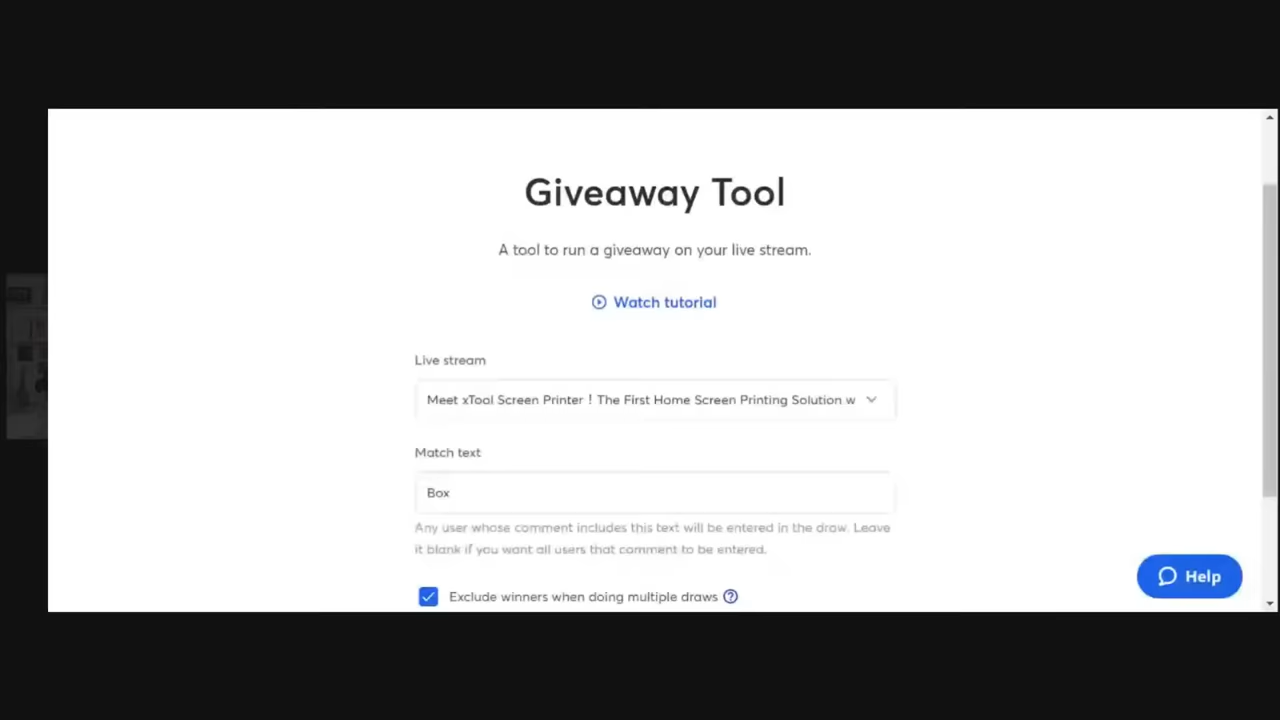 Giveaway Tool
A tool to run a giveaway on your live stream.
Watch tutorial
Live stream
Meet xTool Screen Printer！The First Home Screen Printing Solution w
Match text
Box
Any user whose comment includes this text will be entered in the draw. Leave
it blank if you want all users that comment to be entered.
Help
Exclude winners when doing multiple draws